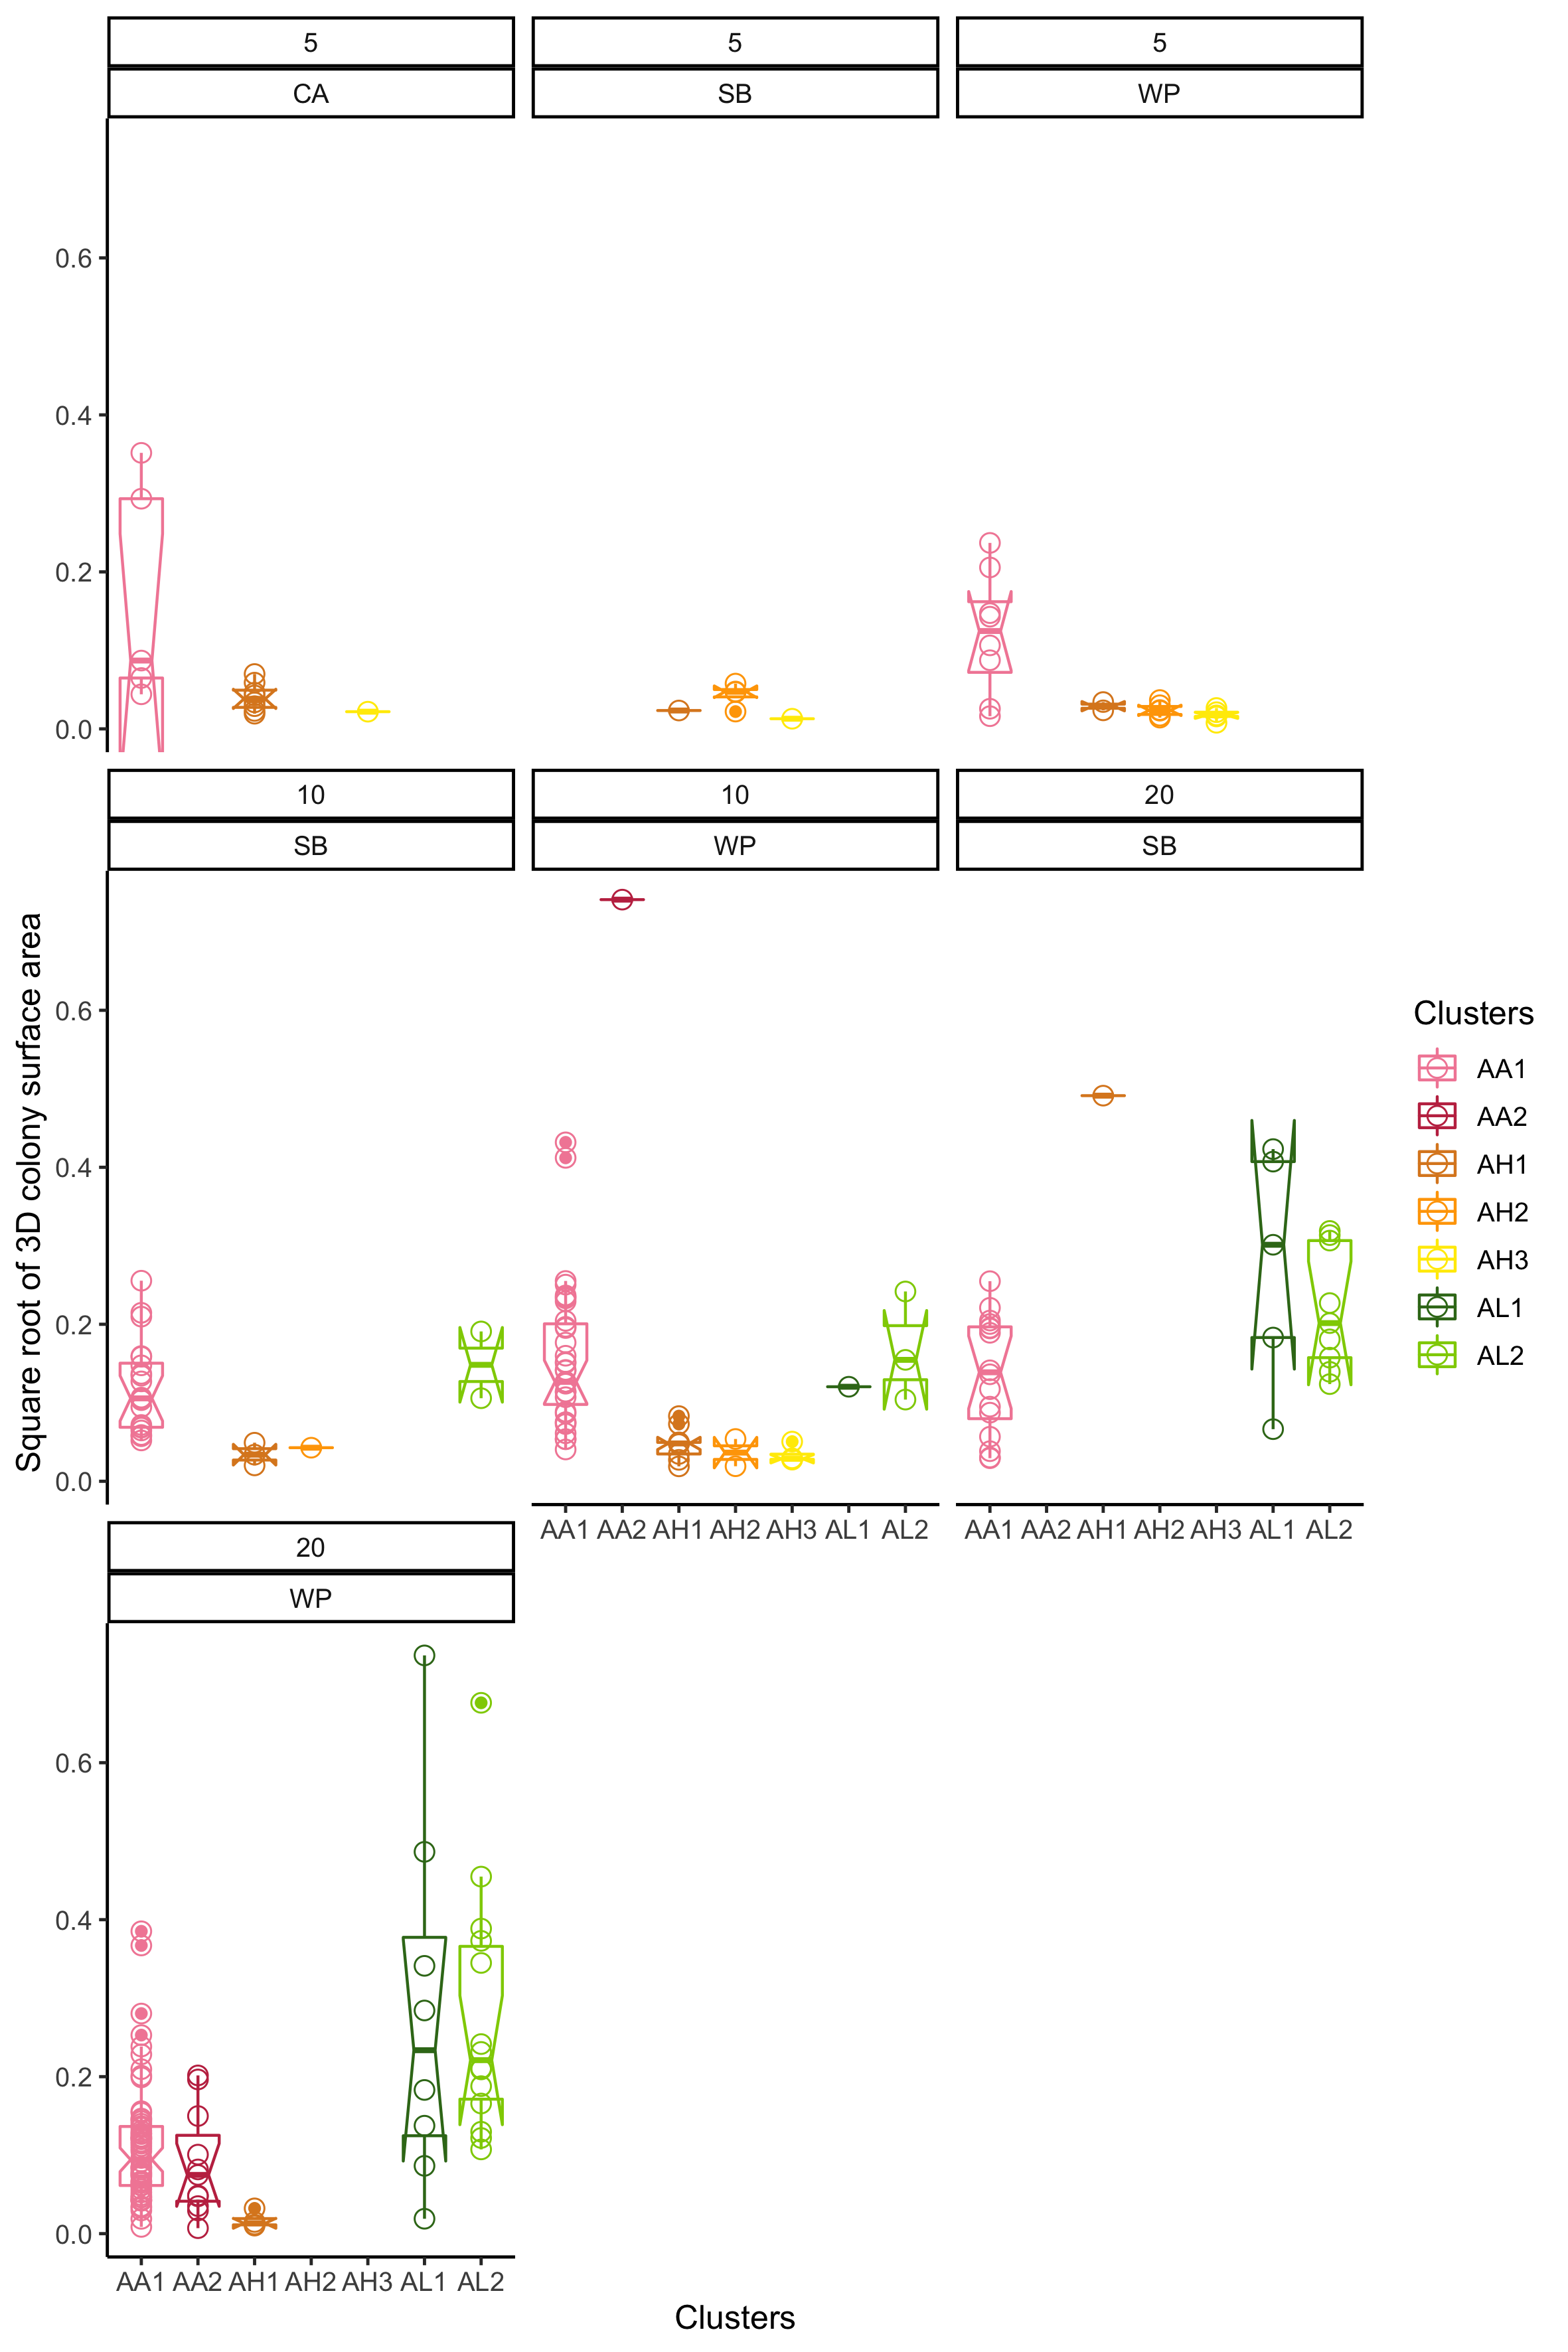 5 5 5
CA SB WP
0.6
0.4
0.2
0.0
10 10 20
SB WP SB
Square root of 3D colony surface area
0.6
0.4
0.2
0.0
AA1 AA2 AH1 AH2 AH3 AL1 AL2 AA1 AA2 AH1 AH2 AH3 AL1 AL2
Clusters
AA1
AA2
AH1
AH2
AH3
AL1
AL2
20
WP
0.6
0.4
0.2
0.0
AA1 AA2 AH1 AH2 AH3 AL1 AL2
Clusters